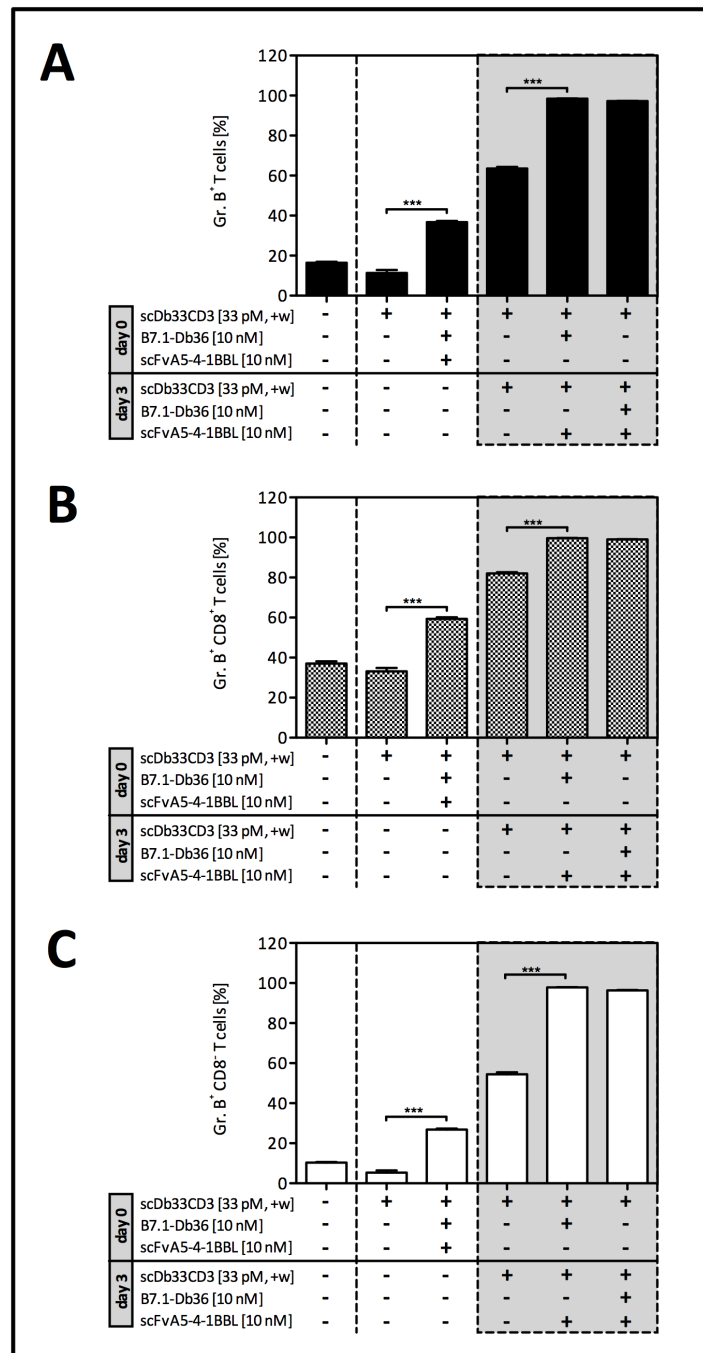 A
Gr. B⁺ T cells [%]
120
100
80
60
40
20
0
***
***
day 0
scDb33CD3 [33 pM, +w] - + + + + +
B7.1-Db36 [10 nM] - - + - + -
scFvA5-4-1BBL [10 nM] - - + - - -
day 3
scDb33CD3 [33 pM, +w] - - - + + +
B7.1-Db36 [10 nM] - - - - - +
scFvA5-4-1BBL [10 nM] - - - - + +
B
Gr. B⁺ CD8⁺ T cells [%]
120
100
80
60
40
20
0
***
***
day 0
scDb33CD3 [33 pM, +w] - + + + + +
B7.1-Db36 [10 nM] - - + - + -
scFvA5-4-1BBL [10 nM] - - + - - -
day 3
scDb33CD3 [33 pM, +w] - - - + + +
B7.1-Db36 [10 nM] - - - - - +
scFvA5-4-1BBL [10 nM] - - - - + +
C
Gr. B⁺ CD8⁻ T cells [%]
120
100
80
60
40
20
0
***
***
day 0
scDb33CD3 [33 pM, +w] - + + + + +
B7.1-Db36 [10 nM] - - + - + -
scFvA5-4-1BBL [10 nM] - - + - - -
day 3
scDb33CD3 [33 pM, +w] - - - + + +
B7.1-Db36 [10 nM] - - - - - +
scFvA5-4-1BBL [10 nM] - - - - + +